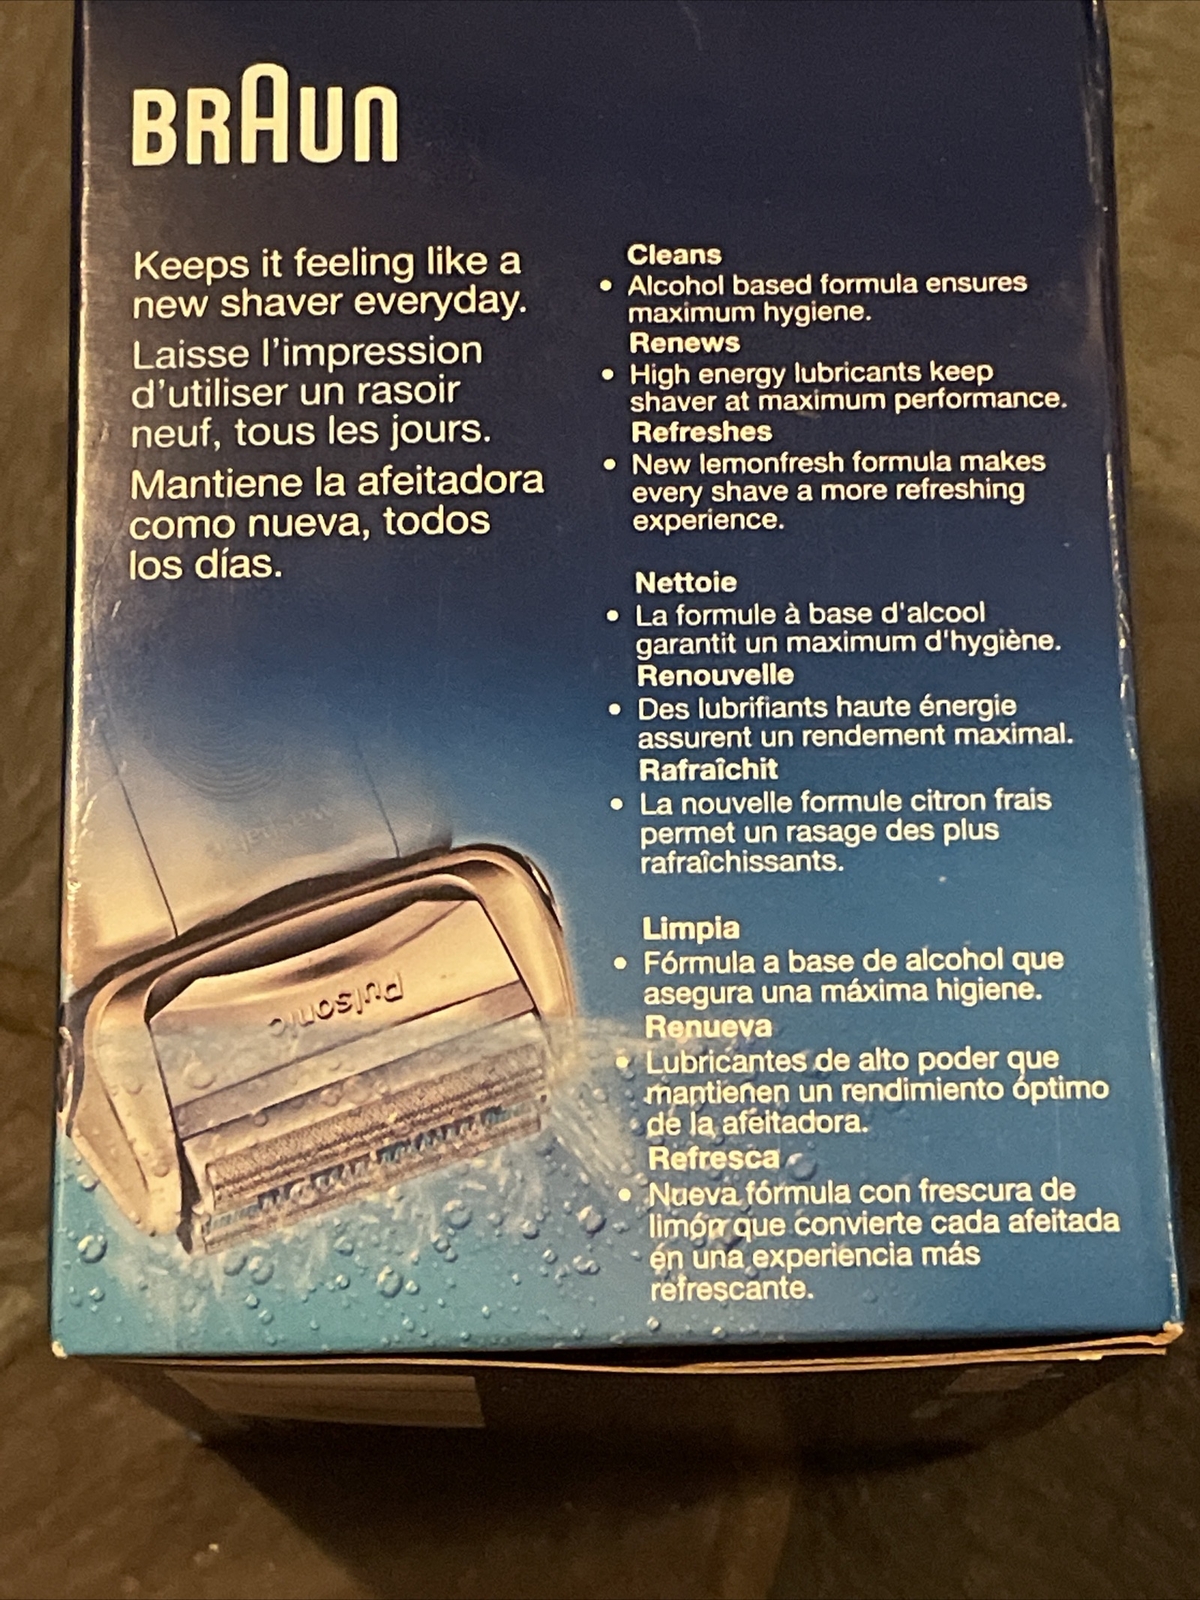 BRAUN
Keeps it feeling like a
new shaver everyday.
Laisse l'impression
d'utiliser un rasoir
neuf, tous les jours.
Mantiene la afeitadora
como nueva, todos
los días.
Cleans
• Alcohol based formula ensures
maximum hygiene.
Renews
• High energy lubricants keep
shaver at maximum performance.
Refreshes
• New lemonfresh formula makes
every shave a more refreshing
experience.
Nettoie
• La formule à base d'alcool
garantit un maximum d'hygiène.
Renouvelle
• Des lubrifiants haute énergie
assurent un rendement maximal.
Rafraîchit
• La nouvelle formule citron frais
permet un rasage des plus
rafraîchissants.
Limpia
• Fórmula a base de alcohol que
asegura una máxima higiene.
Renueva
• Lubricantes de alto poder que
mantienen un rendimiento óptimo
de la afeitadora.
Refresca
• Nueva fórmula con frescura de
limón que convierte cada afeitada
en una experiencia más
refrescante.
pulsonic